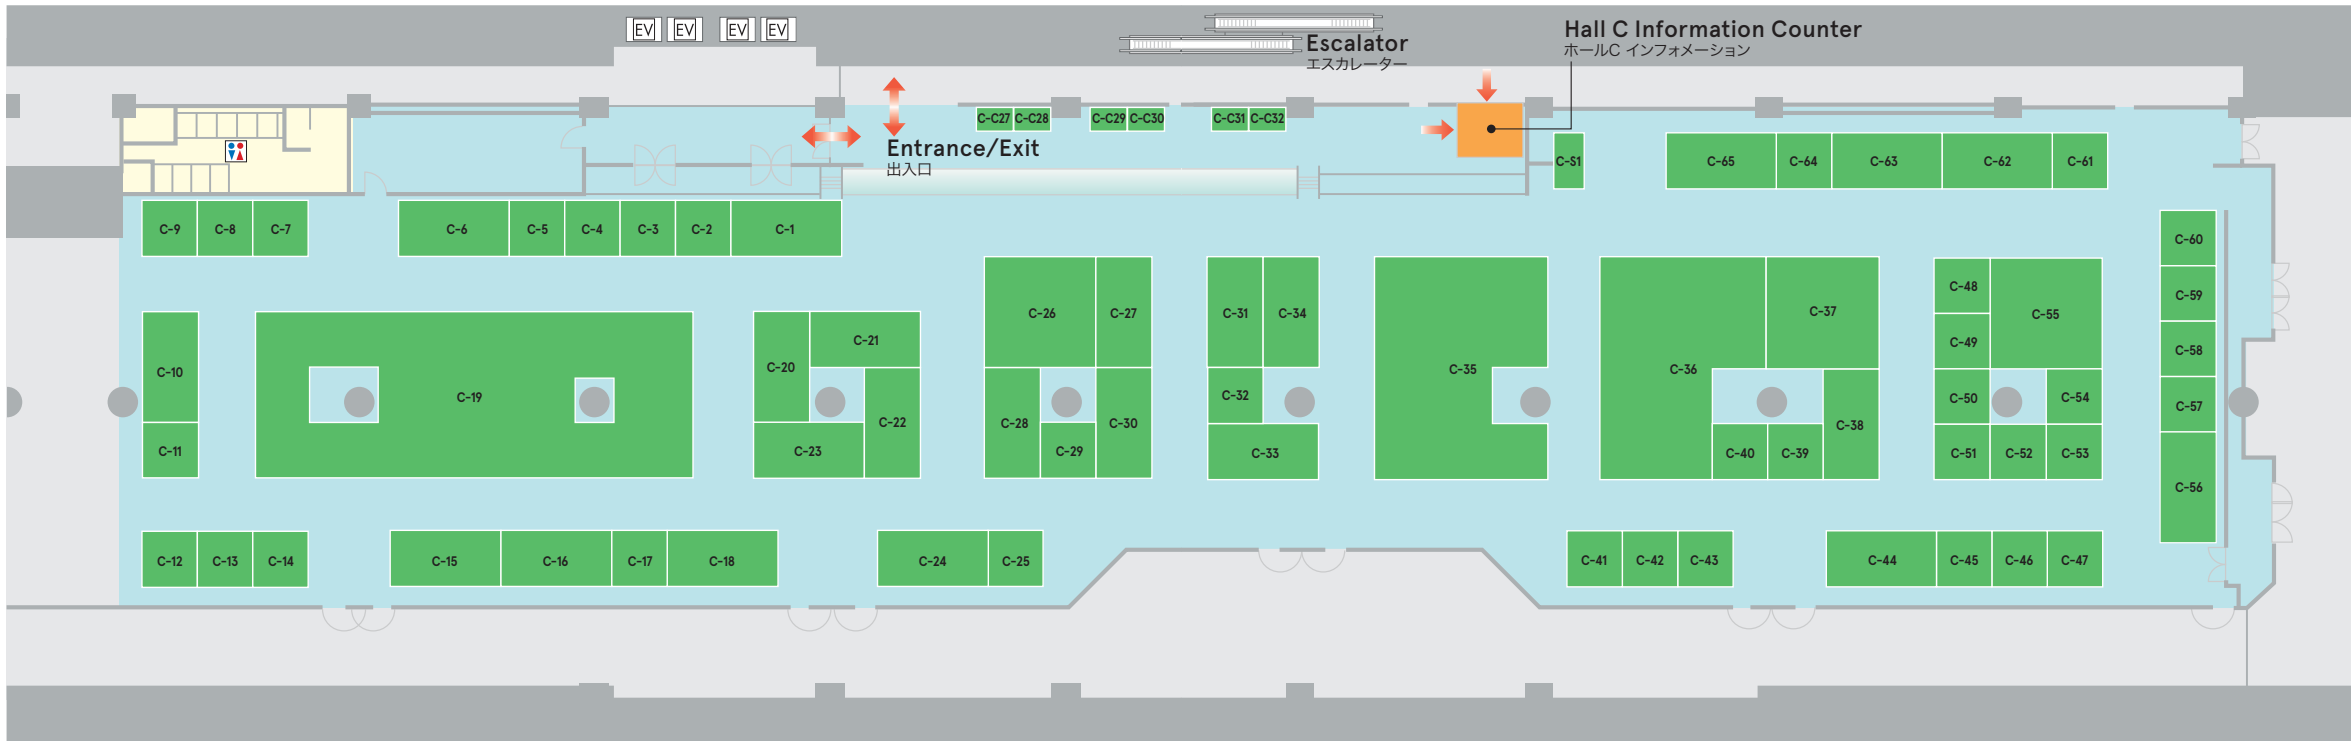 EV EV EV EV
Escalator
エスカレーター
Hall C Information Counter
ホールC インフォメーション
Entrance/Exit
出入口
C-C27 C-C28 C-C29 C-C30 C-C31 C-C32
C-S1 C-65 C-64 C-63 C-62 C-61
C-9 C-8 C-7 C-6 C-5 C-4 C-3 C-2 C-1
C-60
C-59
C-58
C-57
C-56
C-10
C-11
C-19
C-20 C-21
C-22
C-23
C-26 C-27
C-28 C-29 C-30
C-31 C-34
C-32
C-33
C-35
C-36 C-37
C-38
C-40 C-39
C-48 C-55
C-49
C-50 C-54
C-51 C-52 C-53
C-12 C-13 C-14 C-15 C-16 C-17 C-18 C-24 C-25 C-41 C-42 C-43 C-44 C-45 C-46 C-47